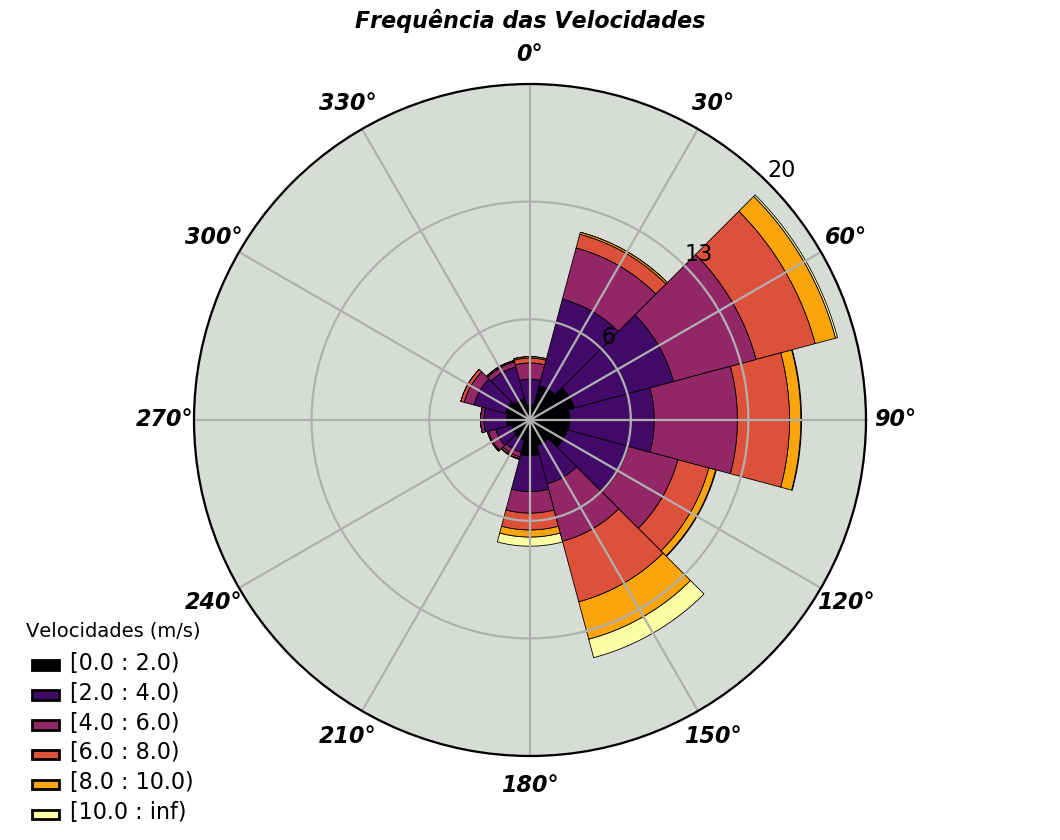 Frequência das Velocidades
0°
330°
30°
20
300°
60°
13
6
270°
90°
240°
120°
210°
150°
180°
Velocidades (m/s)
[0.0 : 2.0)
[2.0 : 4.0)
[4.0 : 6.0)
[6.0 : 8.0)
[8.0 : 10.0)
[10.0 : inf)